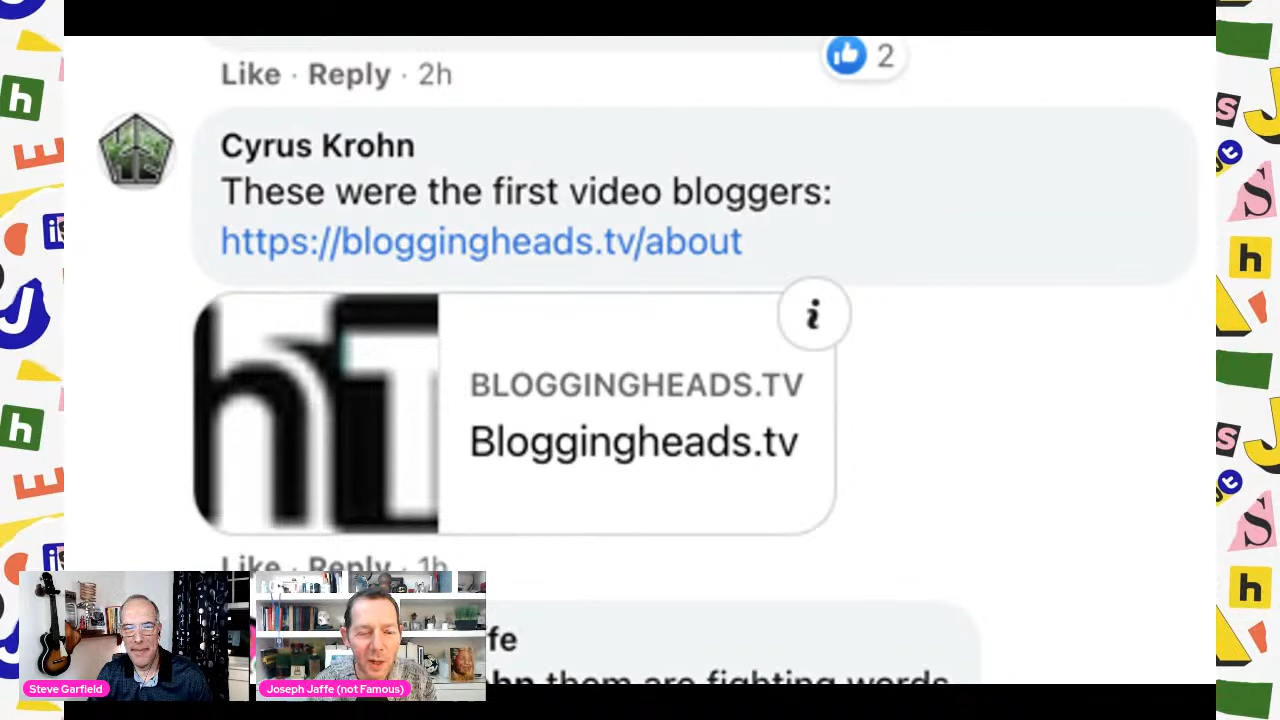 Like · Reply · 2h
2
Cyrus Krohn
These were the first video bloggers:
https://bloggingheads.tv/about
i
hT
BLOGGINGHEADS.TV
Bloggingheads.tv
Like · Reply · 1h
fe
hn them are fighting words
Steve Garfield
Joseph Jaffe (not Famous)